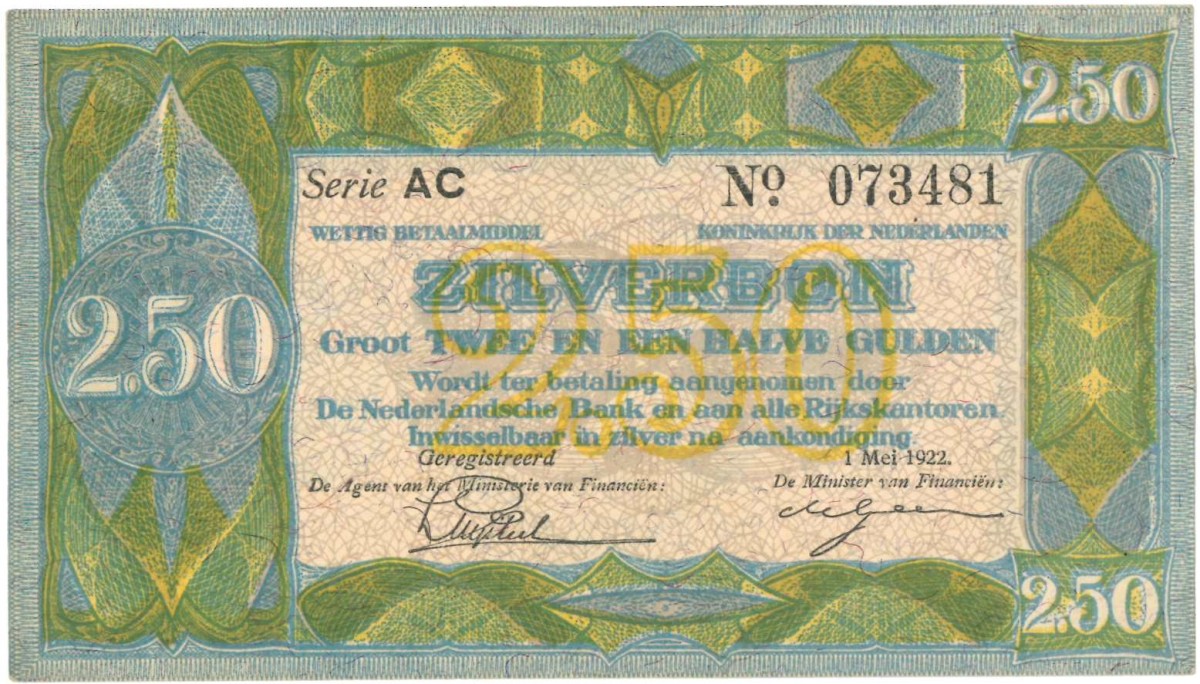 2.50
Serie AC
Nº. 073481
WETTIG BETAALMIDDEL
KONINKRIJK DER NEDERLANDEN
2.50
ZILVERBON
2.50
Groot TWEE EN EEN HALVE GULDEN
Wordt ter betaling aangenomen door
De Nederlandsche Bank en aan alle Rijkskantoren
Inwisselbaar in zilver na aankondiging.
Geregistreerd
1 Mei 1922.
De Agent van het Ministerie van Financiën:
De Minister van Financiën:
2.50